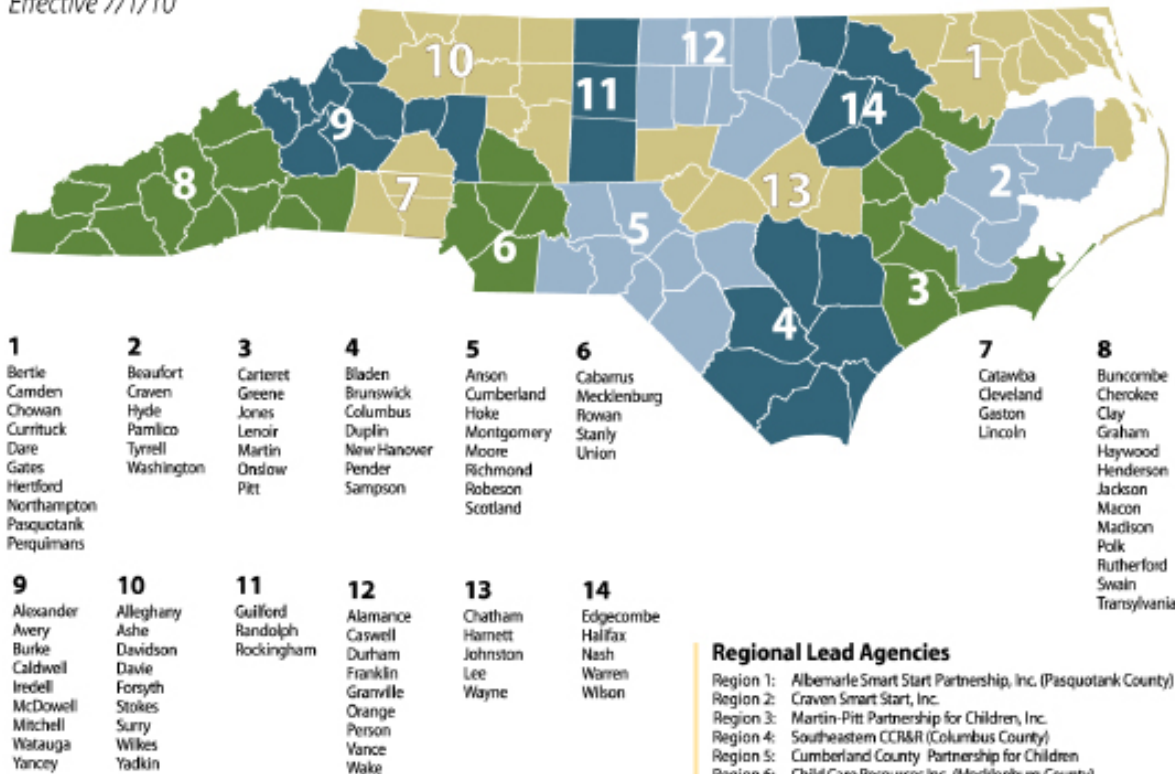 Effective 7/1/10
10
12
1
11
14
9
8
7
13
2
5
6
3
4
1
Bertie
Camden
Chowan
Currituck
Dare
Gates
Hertford
Northampton
Pasquotank
Perquimans
2
Beaufort
Craven
Hyde
Pamlico
Tyrrell
Washington
3
Carteret
Greene
Jones
Lenoir
Martin
Onslow
Pitt
4
Bladen
Brunswick
Columbus
Duplin
New Hanover
Pender
Sampson
5
Anson
Cumberland
Hoke
Montgomery
Moore
Richmond
Robeson
Scotland
6
Cabarrus
Mecklenburg
Rowan
Stanly
Union
7
Catawba
Cleveland
Gaston
Lincoln
8
Buncombe
Cherokee
Clay
Graham
Haywood
Henderson
Jackson
Macon
Madison
Polk
Rutherford
Swain
Transylvania
9
Alexander
Avery
Burke
Caldwell
Iredell
McDowell
Mitchell
Watauga
Yancey
10
Alleghany
Ashe
Davidson
Davie
Forsyth
Stokes
Surry
Wilkes
Yadkin
11
Guilford
Randolph
Rockingham
12
Alamance
Caswell
Durham
Franklin
Granville
Orange
Person
Vance
Wake
13
Chatham
Harnett
Johnston
Lee
Wayne
14
Edgecombe
Halifax
Nash
Warren
Wilson
Regional Lead Agencies
Region 1: Albemarle Smart Start Partnership, Inc. (Pasquotank County)
Region 2: Craven Smart Start, Inc.
Region 3: Martin-Pitt Partnership for Children, Inc.
Region 4: Southeastern CCR&R (Columbus County)
Region 5: Cumberland County Partnership for Children
Region 6: Child Care Resources Inc. (Mecklenburg County)